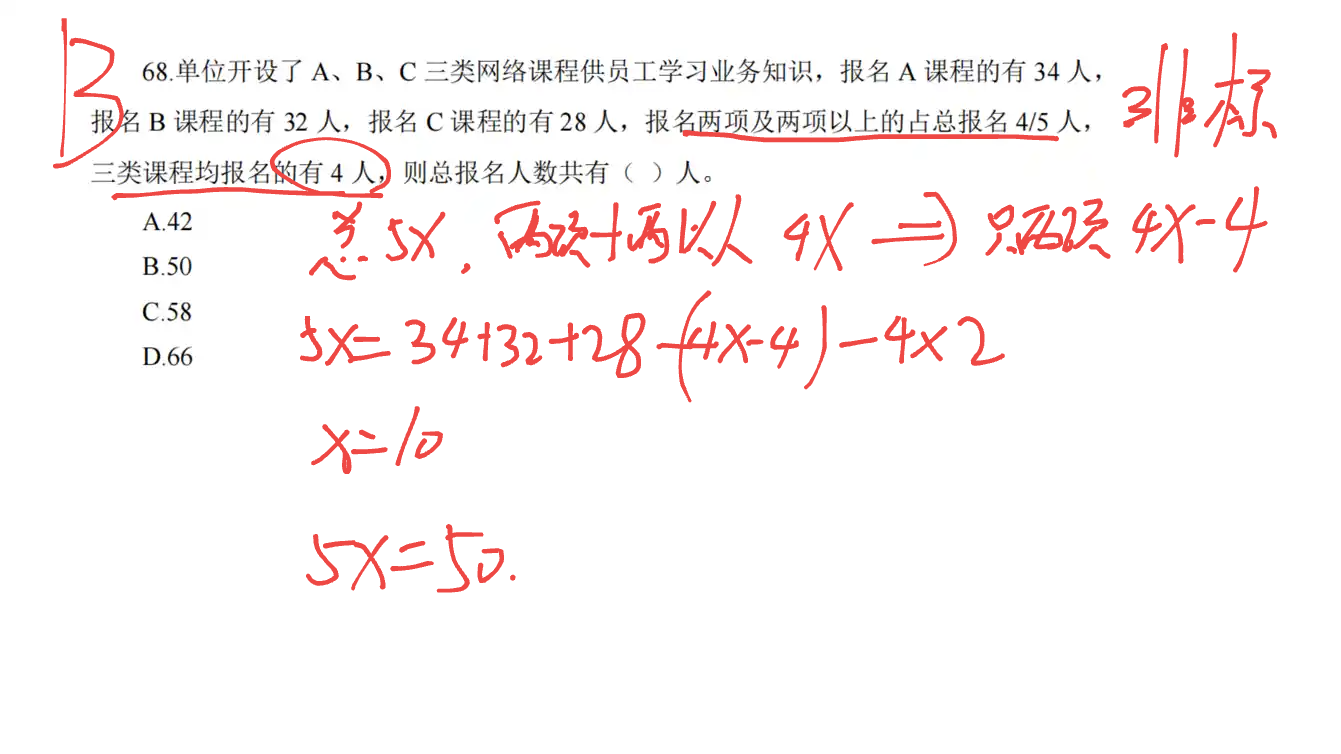 B
68.单位开设了 A、B、C 三类网络课程供员工学习业务知识，报名 A 课程的有 34 人，
报名 B 课程的有 32 人，报名 C 课程的有 28 人，报名两项及两项以上的占总报名 4/5 人，
三类课程均报名的有 4 人，则总报名人数共有（ ）人。
3非标
A.42
B.50
C.58
D.66
总 5X, 两项+两以人 4X ⇒ 只两项 4X-4
5X=34+32+28-(4X-4)-4×2
X=10
5X=50.